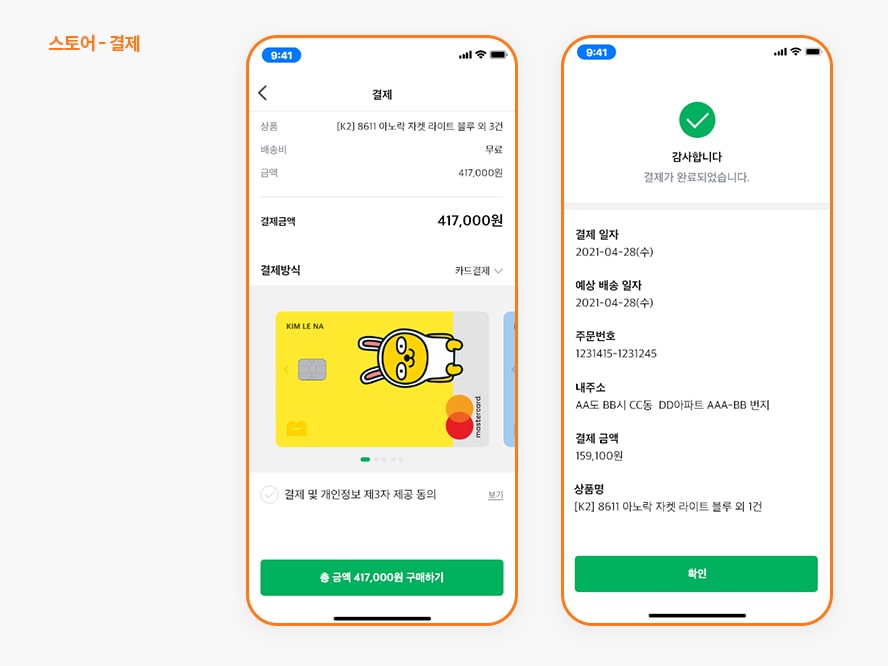 스토어 - 결제
9:41
결제
상품 [K2] 8611 아노락 자켓 라이트 블루 외 3건
배송비 무료
금액 417,000원
결제금액 417,000원
결제방식 카드결제
KIM LE NA
mastercard
결제 및 개인정보 제3자 제공 동의 보기
총 금액 417,000원 구매하기
9:41
감사합니다
결제가 완료되었습니다.
결제 일자
2021-04-28(수)
예상 배송 일자
2021-04-28(수)
주문번호
1231415-1231245
내주소
AA도 BB시 CC동 DD아파트 AAA-BB 번지
결제 금액
159,100원
상품명
[K2] 8611 아노락 자켓 라이트 블루 외 1건
확인